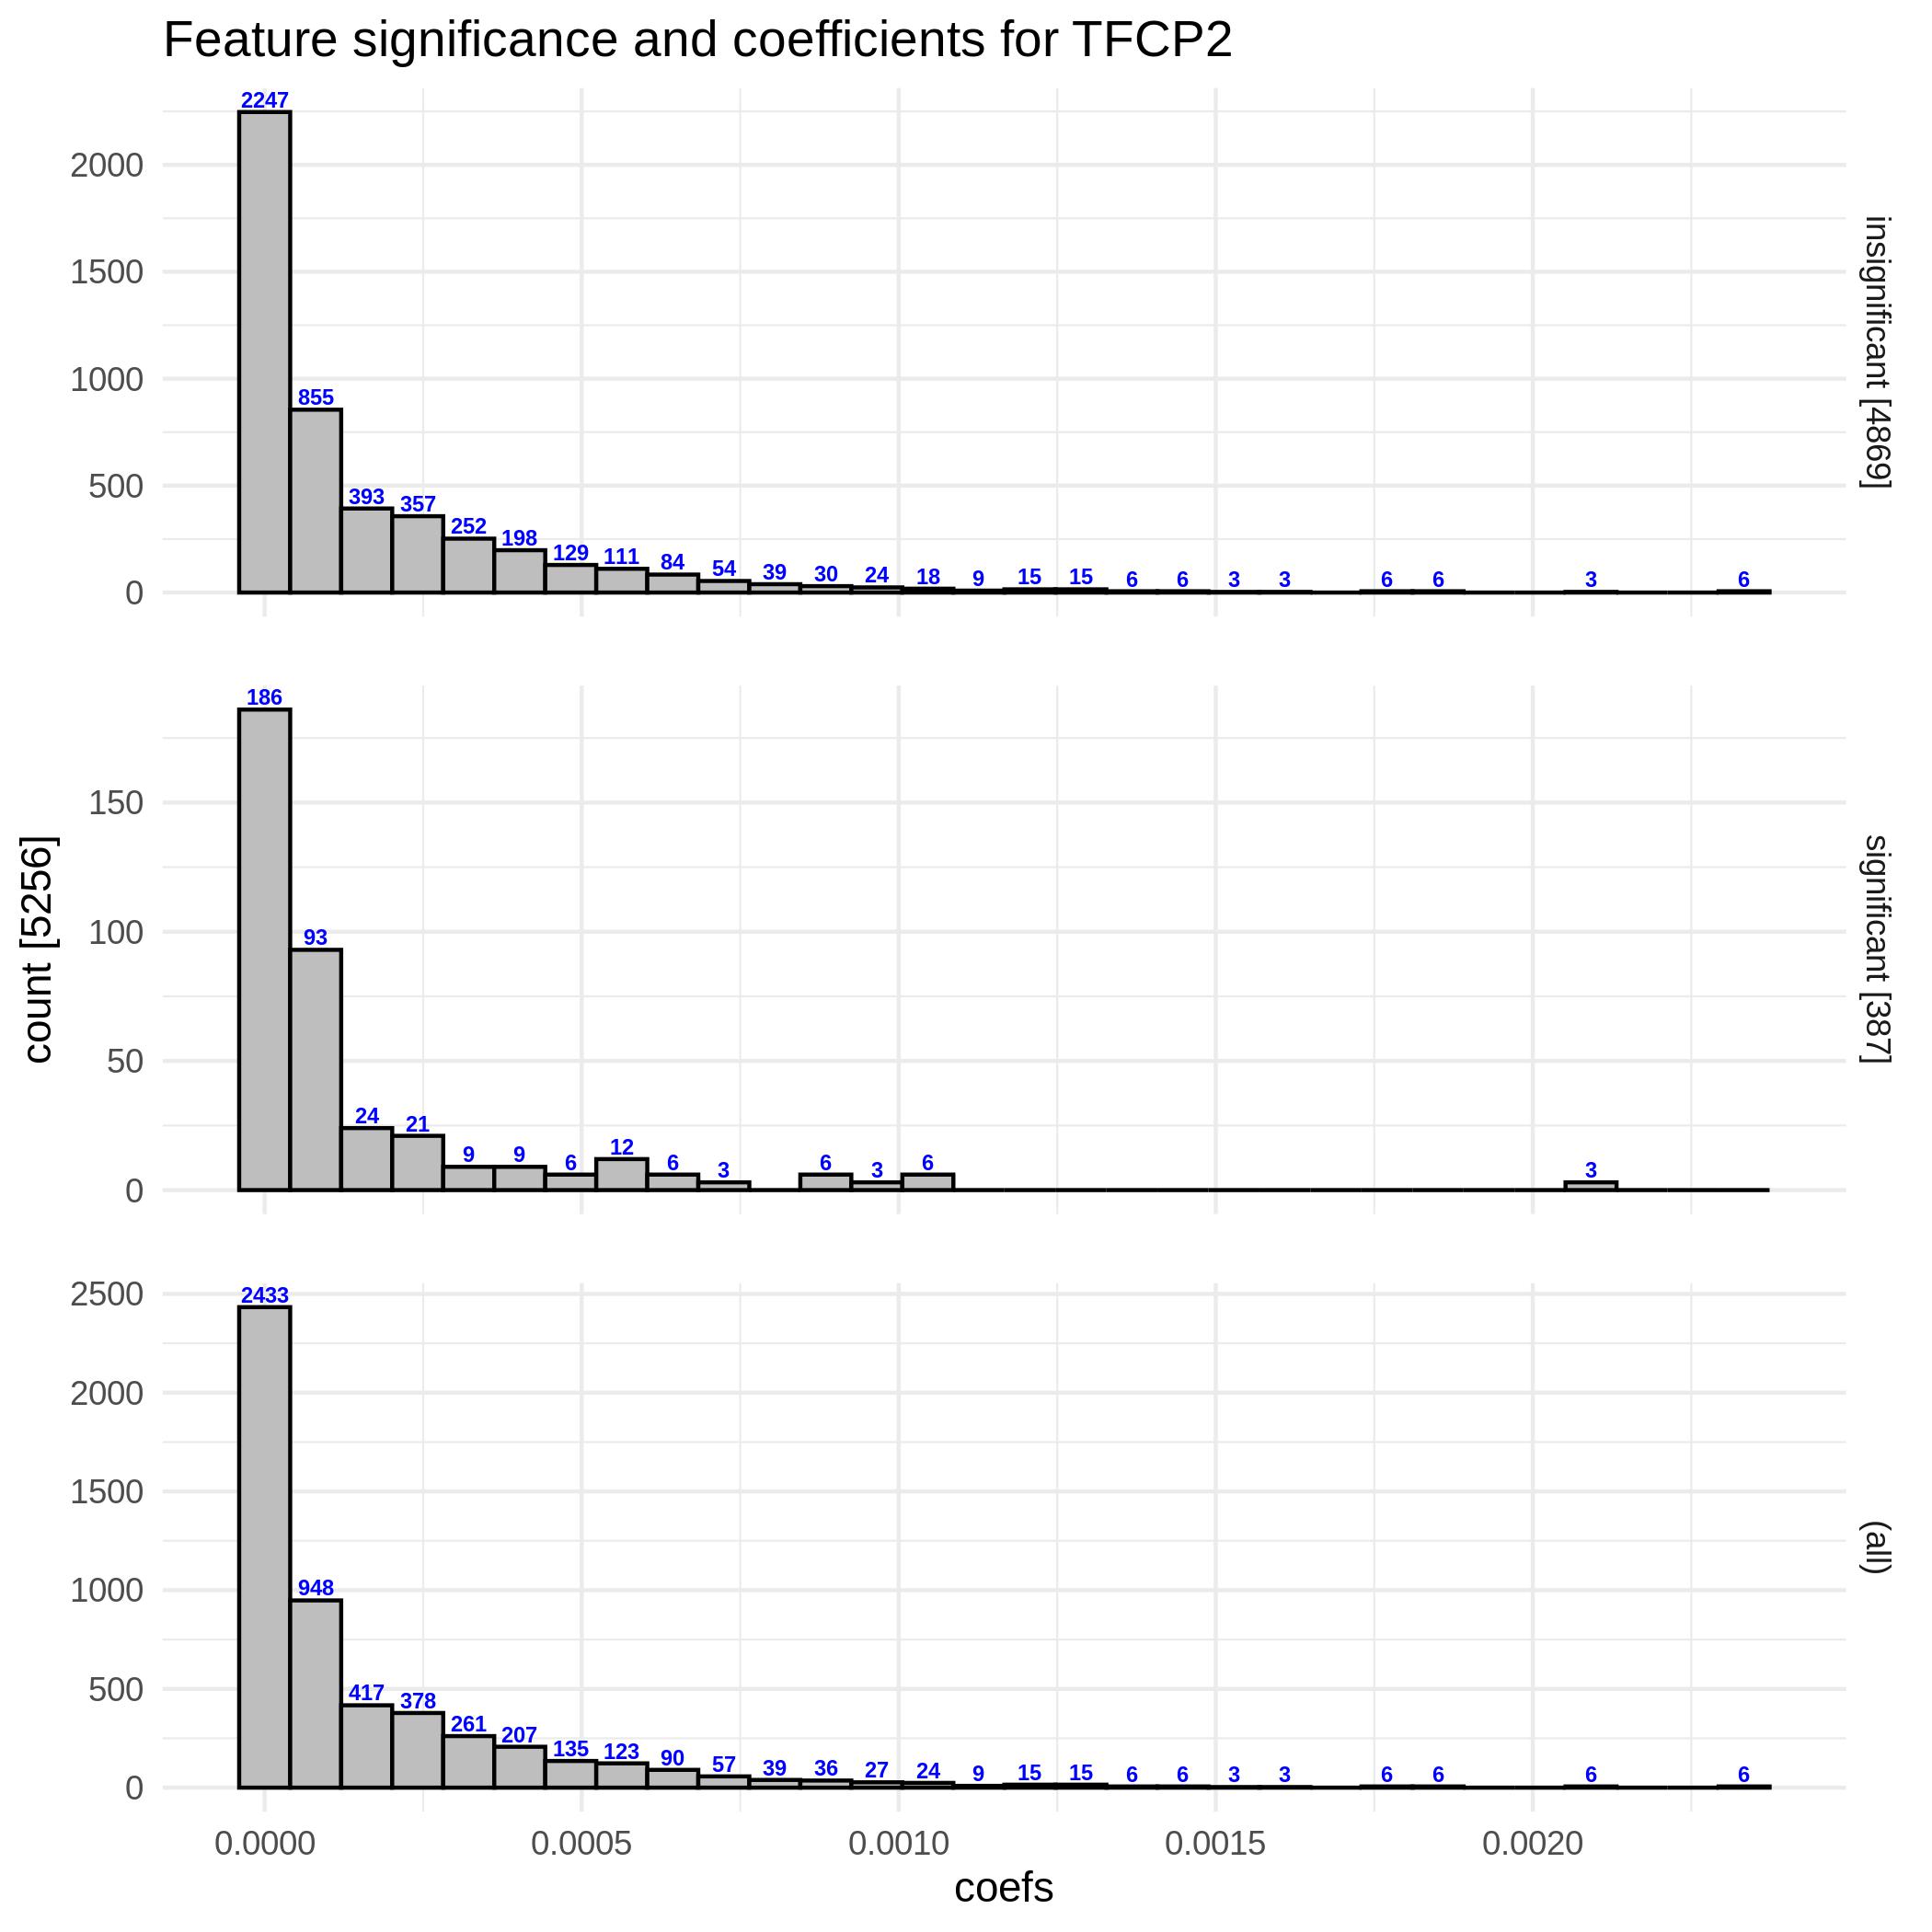 Feature significance and coefficients for TFCP2
2247
2000
1500
1000
855
500
393 357 252 198 129 111 84 54 39 30 24 18 9 15 15 6 6 3 3 6 6 3 6
0
insignificant [4869]
186
150
100
93
50
24 21 9 9 6 12 6 3 6 3 6 3
0
significant [387]
count [5256]
2500
2433
2000
1500
1000
948
500
417 378 261 207 135 123 90 57 39 36 27 24 9 15 15 6 6 3 3 6 6 6 6
0
(all)
0.0000 0.0005 0.0010 0.0015 0.0020
coefs